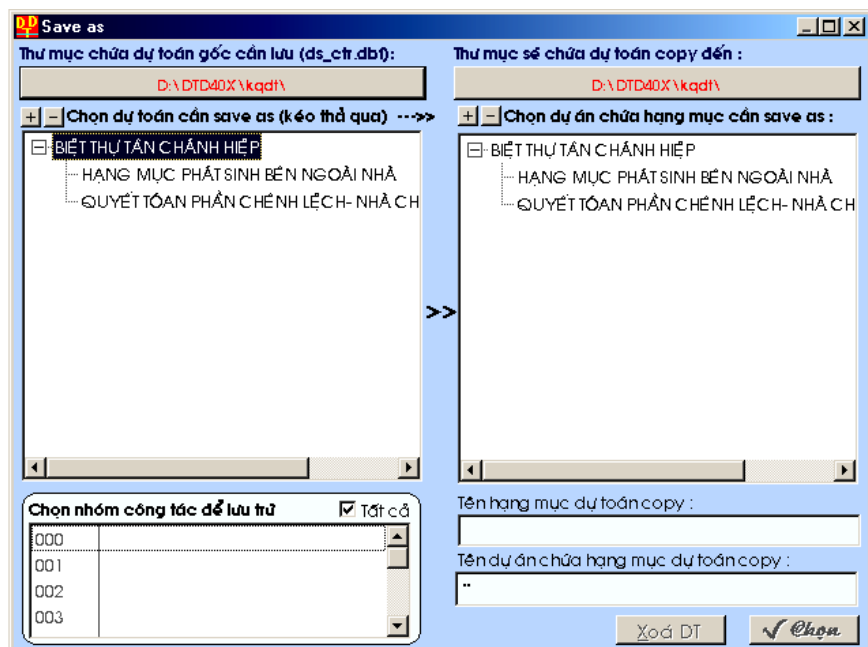 DDT Save as
Thư mục chứa dự toán gốc cần lưu (ds_ctr.dbf):
D:\DTD40X\kqdt\
+ - Chọn dự toán cần save as (kéo thả qua) --->>
BIỆT THỰ TÂN CHÁNH HIỆP
HẠNG MỤC PHÁT SINH BÊN NGOÀI NHÀ
QUYẾT TÓAN PHẦN CHÊNH LỆCH- NHÀ CH
>>
Thư mục sẽ chứa dự toán copy đến :
D:\DTD40X\kqdt\
+ - Chọn dự án chứa hạng mục cần save as :
BIỆT THỰ TÂN CHÁNH HIỆP
HẠNG MỤC PHÁT SINH BÊN NGOÀI NHÀ
QUYẾT TÓAN PHẦN CHÊNH LỆCH- NHÀ CH
Chọn nhóm công tác để lưu trữ
Tất cả
000
001
002
003
Tên hạng mục dự toán copy :
Tên dự án chứa hạng mục dự toán copy :
..
Xoá DT
Chọn